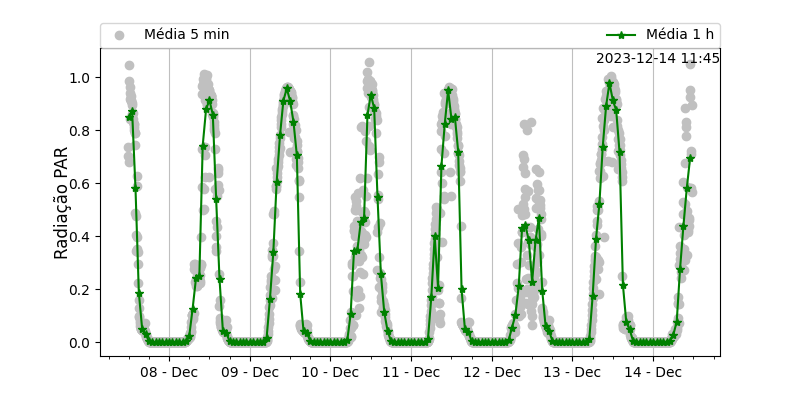 Média 5 min
Média 1 h
2023-12-14 11:45
Radiação PAR
1.0
0.8
0.6
0.4
0.2
0.0
08 - Dec
09 - Dec
10 - Dec
11 - Dec
12 - Dec
13 - Dec
14 - Dec